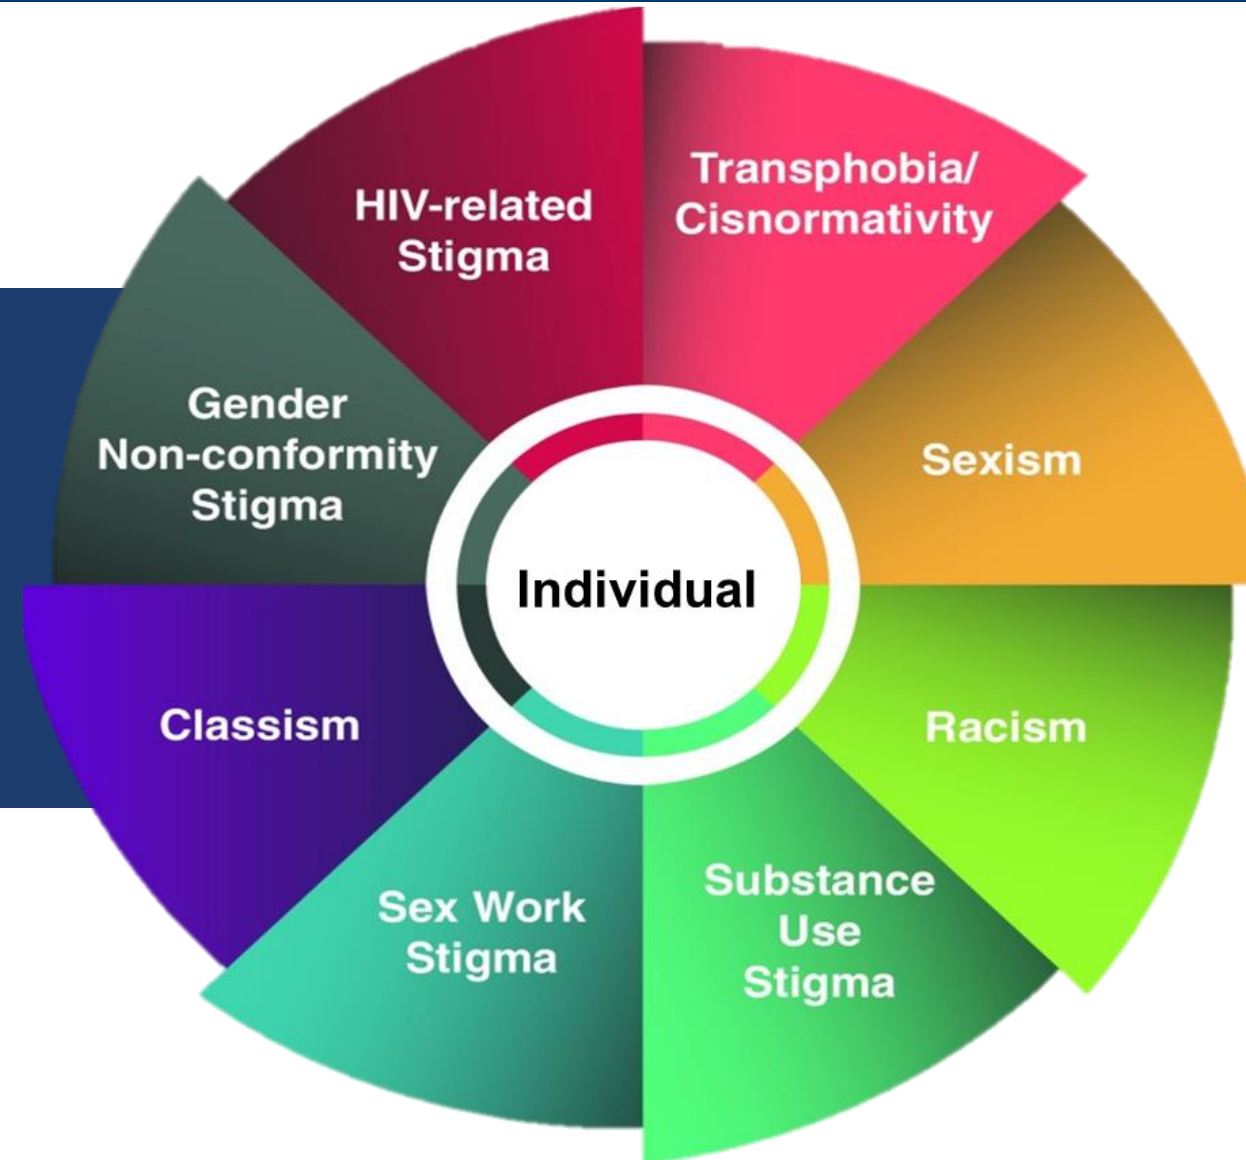 HIV-related
Stigma
Transphobia/
Cisnormativity
Gender
Non-conformity
Stigma
Sexism
Individual
Classism
Racism
Sex Work
Stigma
Substance
Use
Stigma